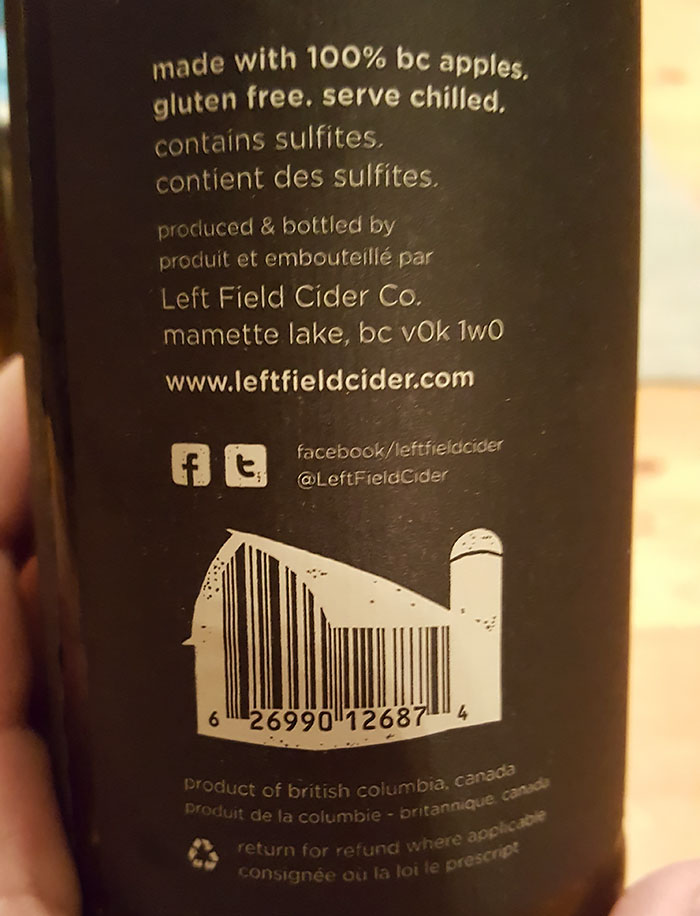 made with 100% bc apples.
gluten free. serve chilled.
contains sulfites.
contient des sulfites.
produced & bottled by
produit et embouteillé par
Left Field Cider Co.
mamette lake, bc v0k 1w0
www.leftfieldcider.com
f t facebook/leftfieldcider
@LeftFieldCider
6 26990 12687 4
product of british columbia, canada
produit de la columbie - britannique, canada
return for refund where applicable
consignée ou la loi le prescript